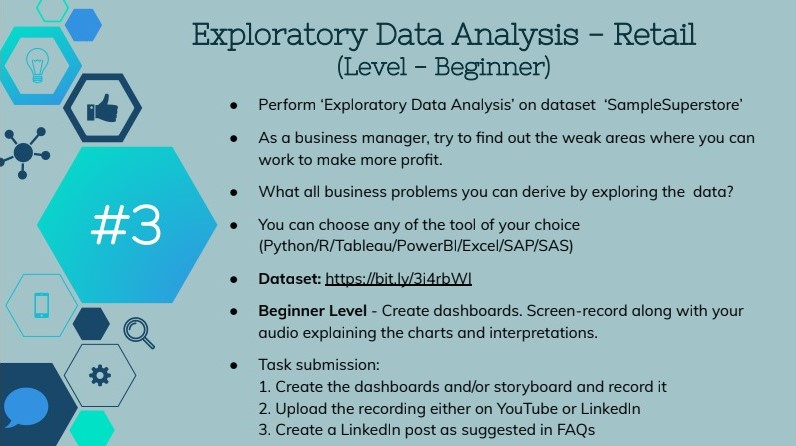 Exploratory Data Analysis - Retail
(Level - Beginner)
● Perform ‘Exploratory Data Analysis’ on dataset ‘SampleSuperstore’
● As a business manager, try to find out the weak areas where you can
work to make more profit.
● What all business problems you can derive by exploring the data?
● You can choose any of the tool of your choice
(Python/R/Tableau/PowerBI/Excel/SAP/SAS)
● Dataset: https://bit.ly/3i4rbWl
● Beginner Level - Create dashboards. Screen-record along with your
audio explaining the charts and interpretations.
● Task submission:
1. Create the dashboards and/or storyboard and record it
2. Upload the recording either on YouTube or LinkedIn
3. Create a LinkedIn post as suggested in FAQs
#3